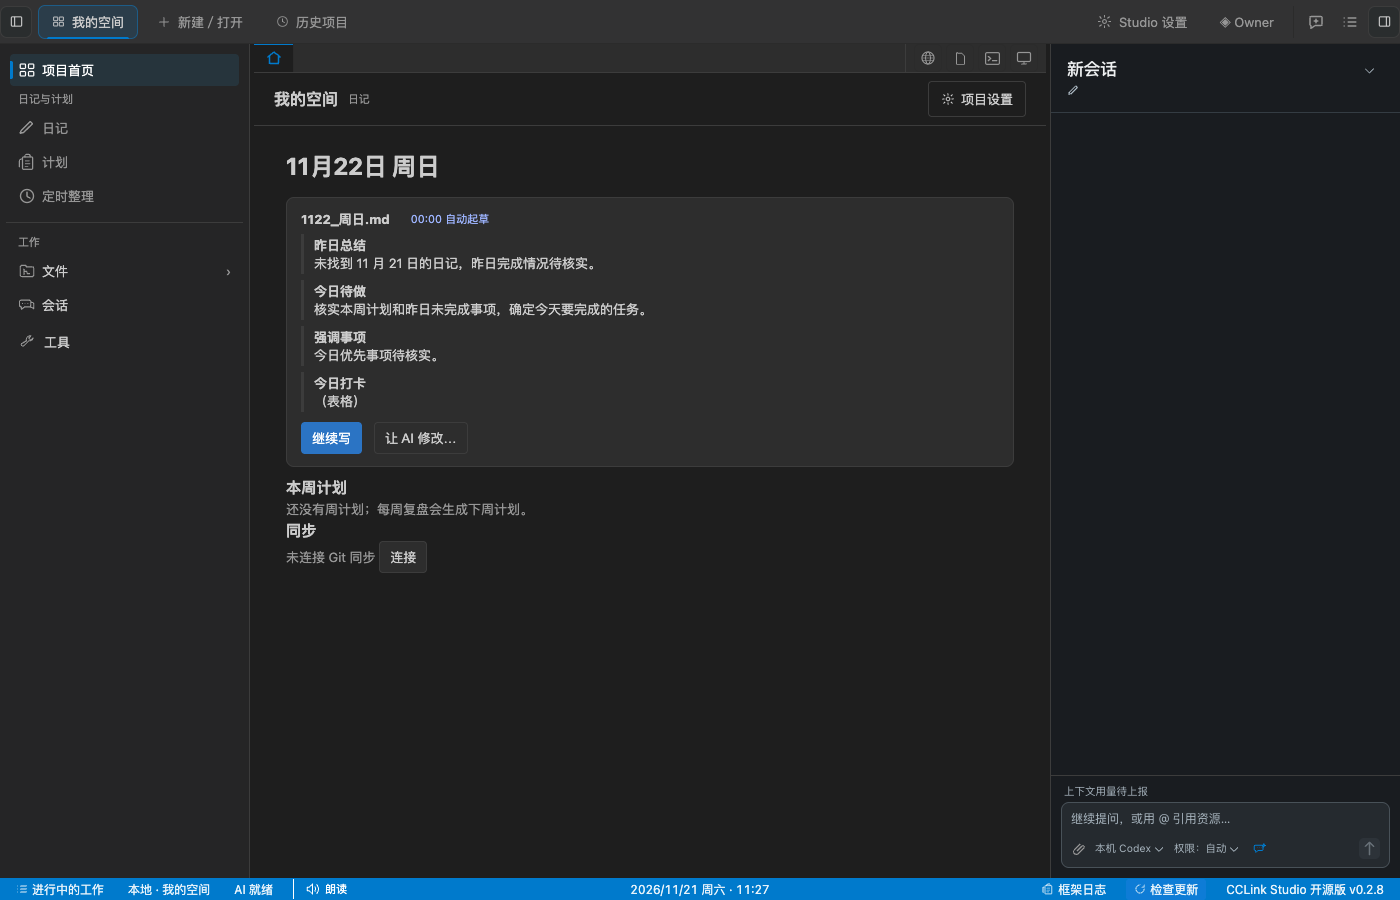 我的空间
新建 / 打开
历史项目
Studio 设置
Owner
项目首页
日记与计划
日记
计划
定时整理
工作
文件
会话
工具
我的空间 日记
项目设置
11月22日 周日
1122_周日.md 00:00 自动起草
昨日总结
未找到 11 月 21 日的日记，昨日完成情况待核实。
今日待做
核实本周计划和昨日未完成事项，确定今天要完成的任务。
强调事项
今日优先事项待核实。
今日打卡
（表格）
继续写 让 AI 修改...
本周计划
还没有周计划；每周复盘会生成下周计划。
同步
未连接 Git 同步 连接
新会话
上下文用量待上报
继续提问，或用 @ 引用资源...
本机 Codex 权限：自动
进行中的工作 本地 · 我的空间 AI 就绪 朗读 2026/11/21 周六 · 11:27 框架日志 检查更新 CCLink Studio 开源版 v0.2.8